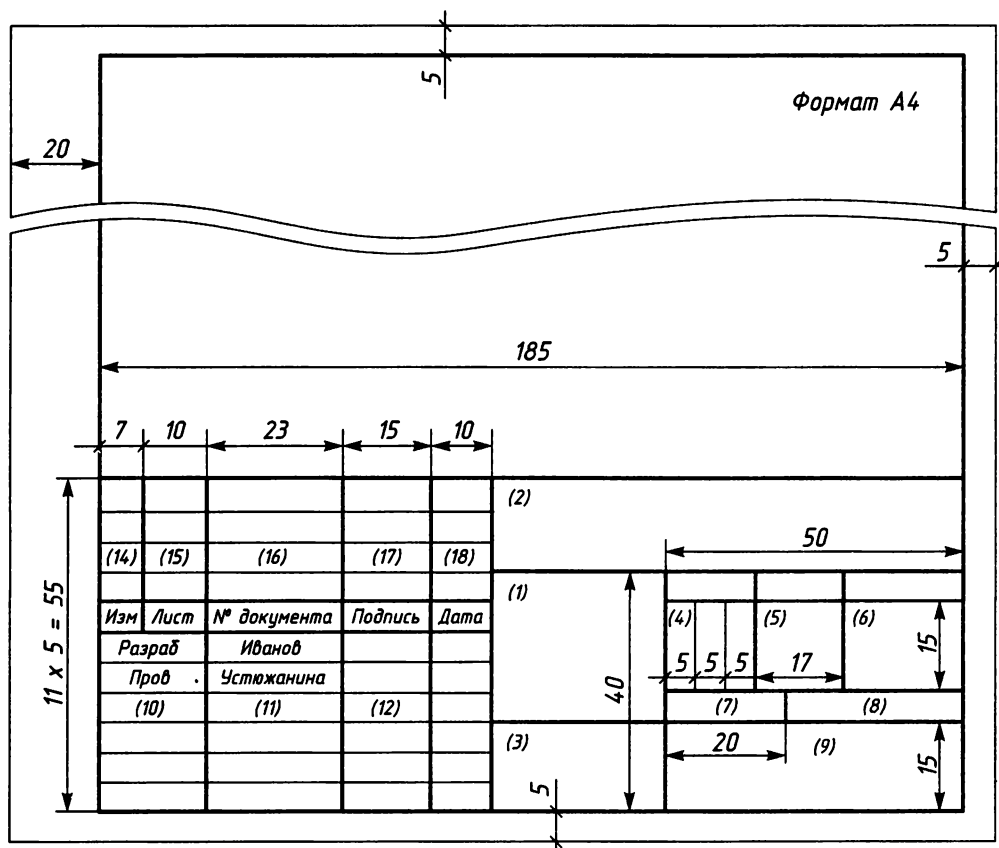 5
Формат А4
20
5
185
7 10 23 15 10
(2)
50
(14) (15) (16) (17) (18)
(1)
(4) (5) (6)
Изм Лист № документа Подпись Дата
15
Разраб Иванов
5 5 5 17
Пров . Устюжанина
11 x 5 = 55
40
(10) (11) (12)
(7) (8)
(3)
20
(9)
15
5